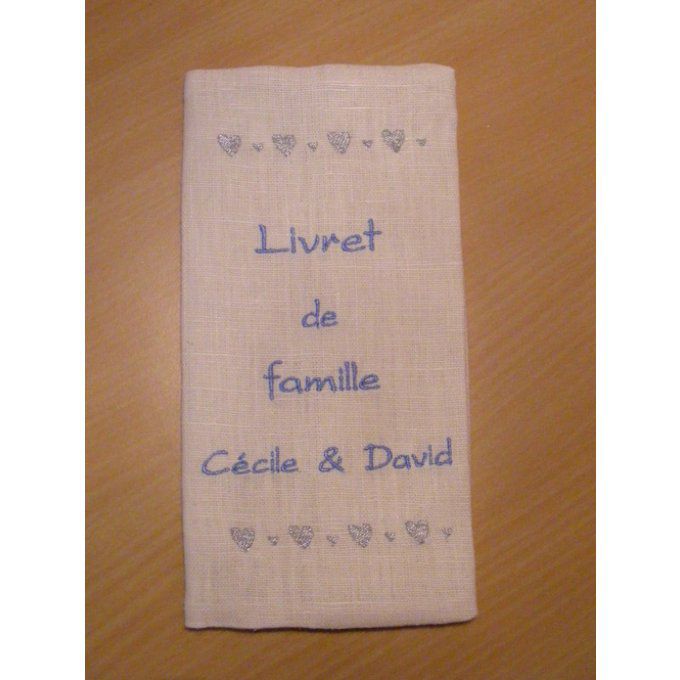 Livret
de
famille
Cécile & David